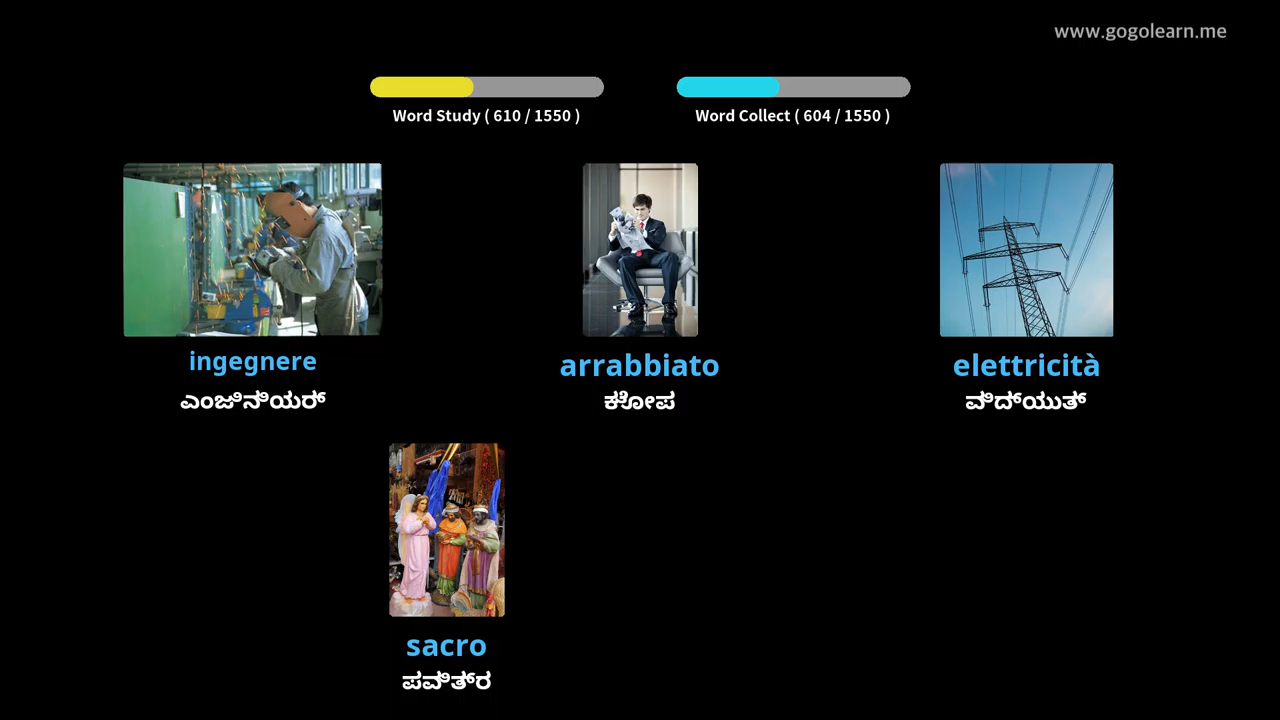 www.gogolearn.me
Word Study ( 610 / 1550 )
Word Collect ( 604 / 1550 )
ingegnere
arrabbiato
elettricità
ಎಂಜಿನಿಯರ್
ಕೋಪ
ವಿದ್ಯುತ್
sacro
ಪವಿತ್ರ